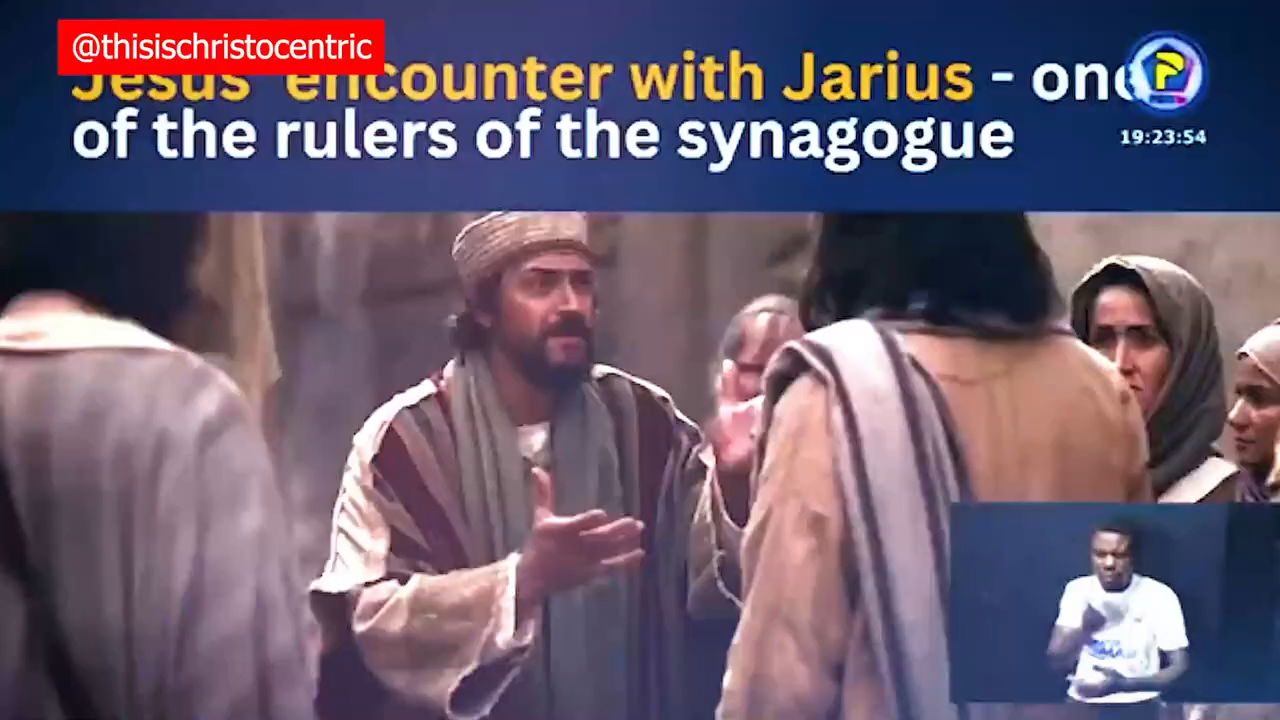 @thisischristocentric
Jesus' encounter with Jarius - one
of the rulers of the synagogue
19:23:54